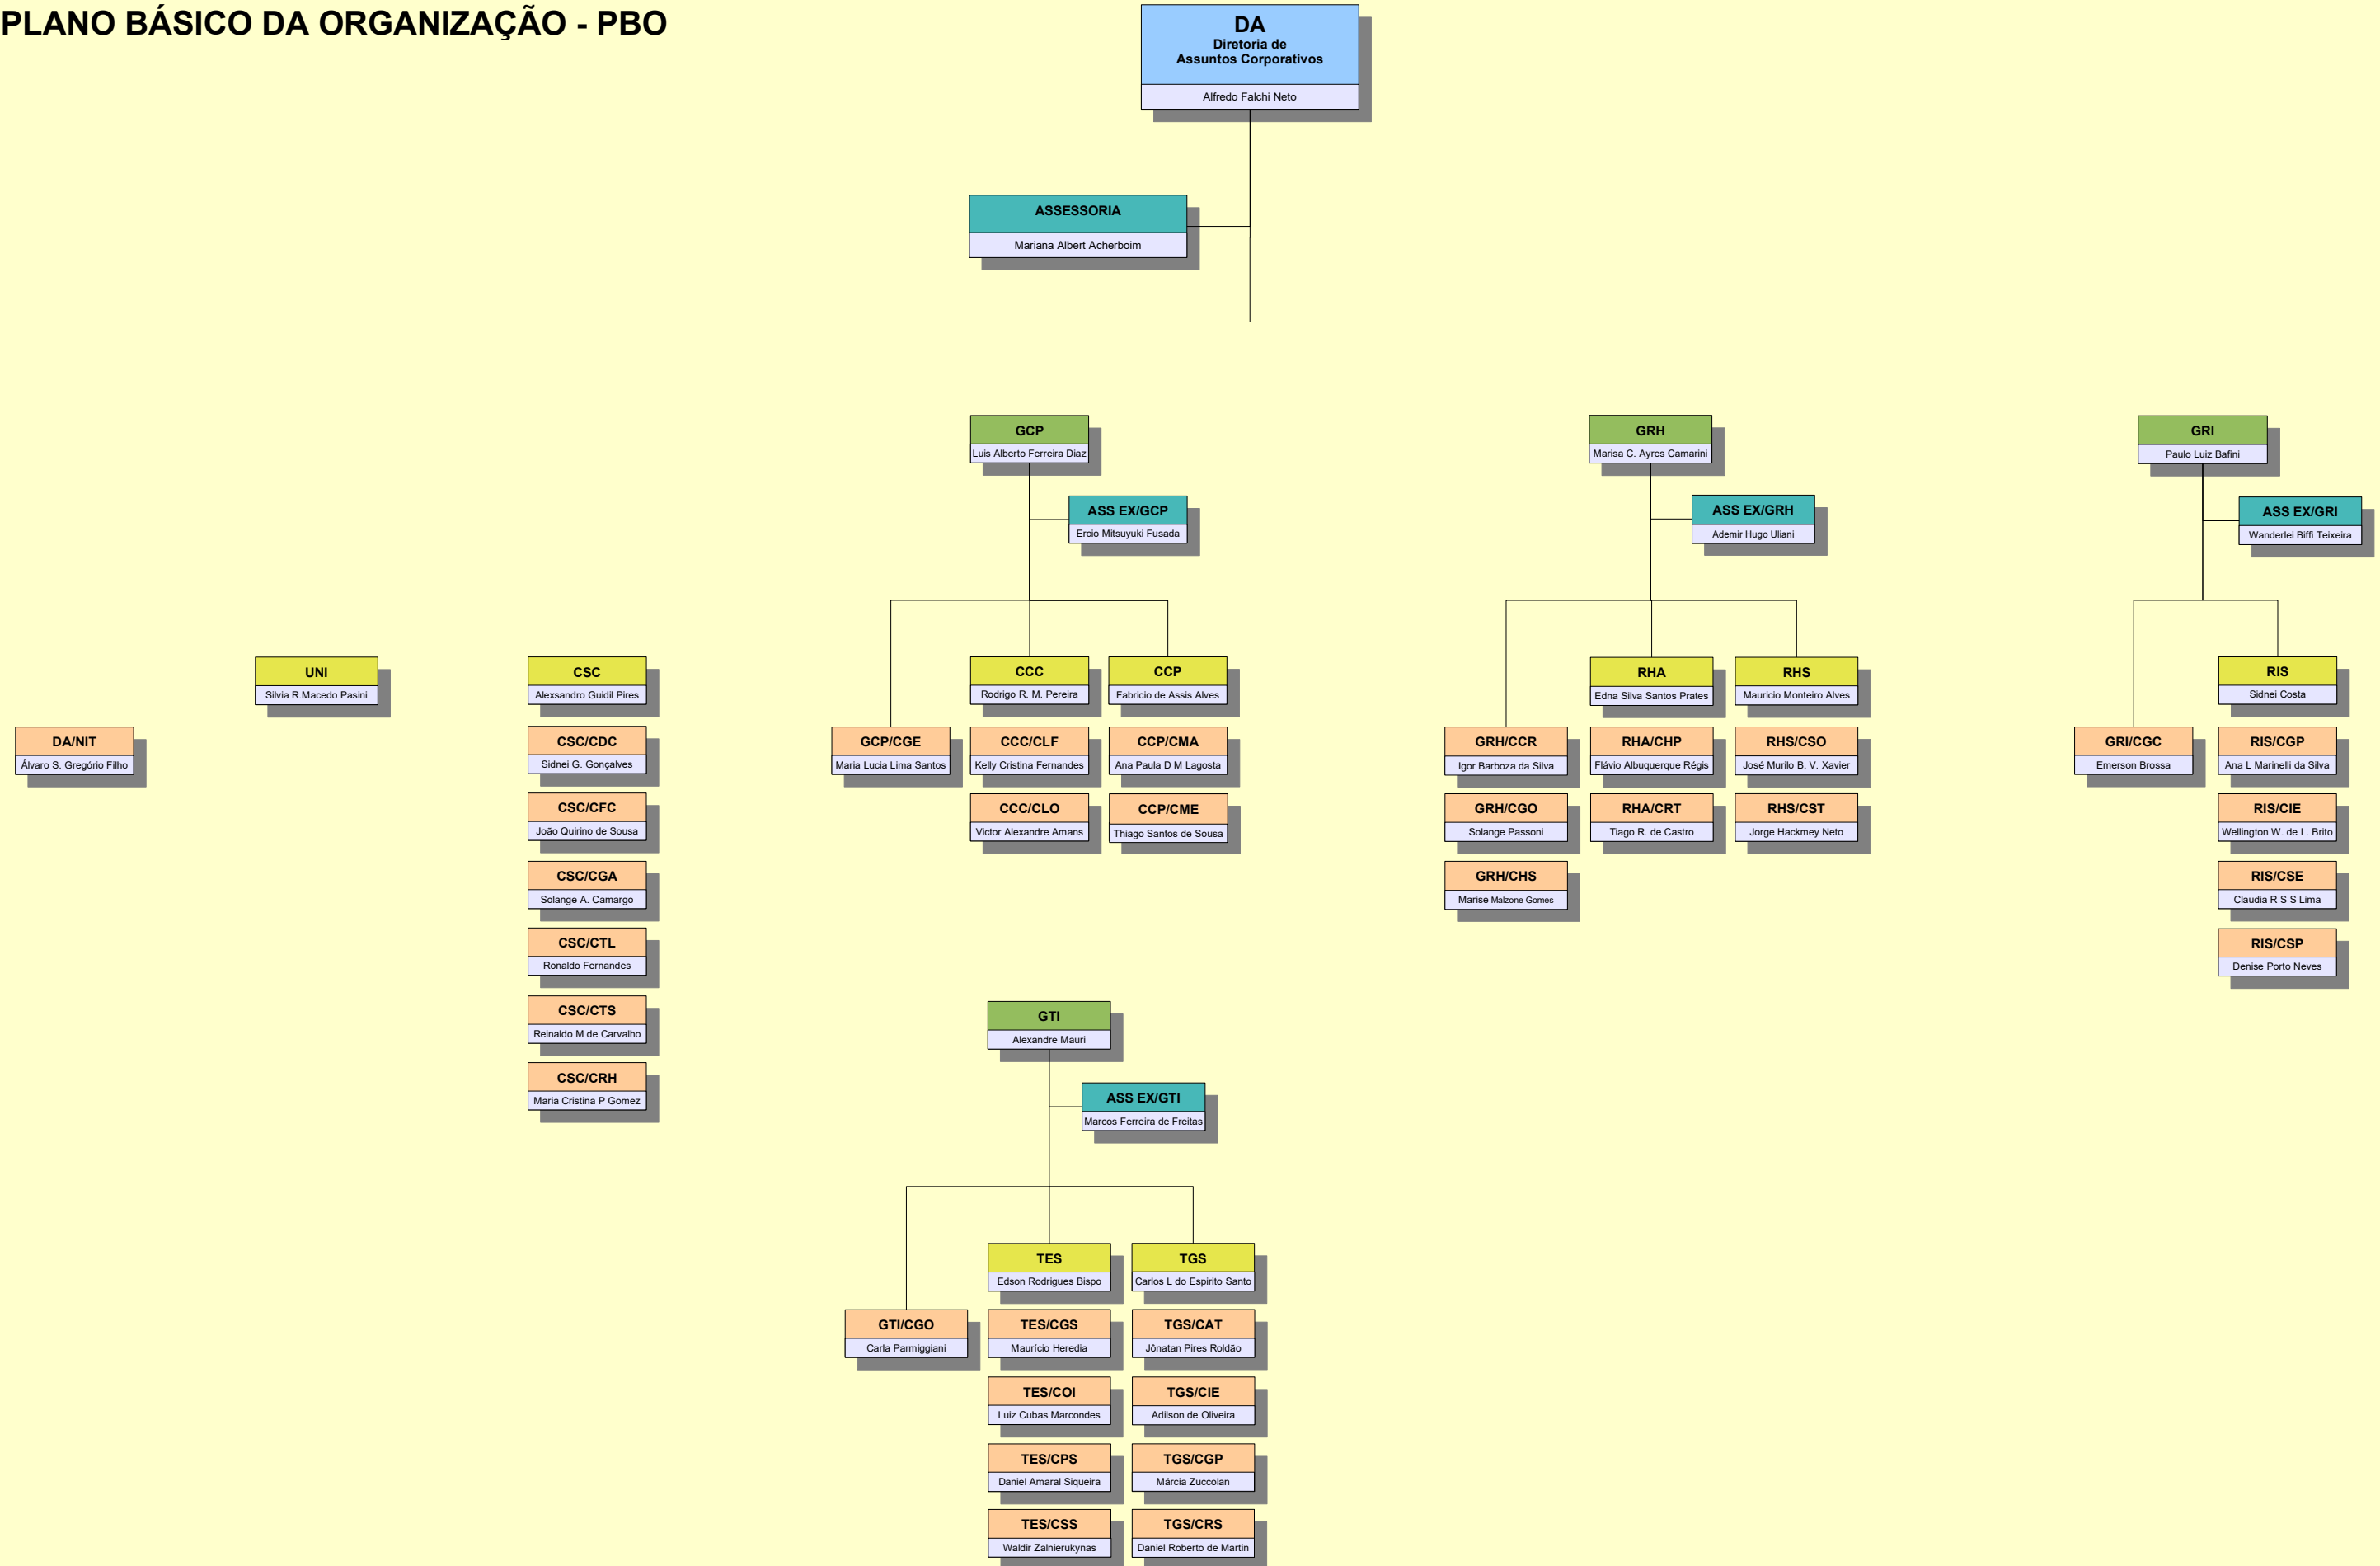 PLANO BÁSICO DA ORGANIZAÇÃO - PBO
DA
Diretoria de
Assuntos Corporativos
Alfredo Falchi Neto
ASSESSORIA
Mariana Albert Acherboim
GCP
Luis Alberto Ferreira Diaz
GRH
Marisa C. Ayres Camarini
GRI
Paulo Luiz Bafini
ASS EX/GCP
Ercio Mitsuyuki Fusada
ASS EX/GRH
Ademir Hugo Uliani
ASS EX/GRI
Wanderlei Biffi Teixeira
UNI
Silvia R.Macedo Pasini
CSC
Alexsandro Guidil Pires
CCC
Rodrigo R. M. Pereira
CCP
Fabricio de Assis Alves
RHA
Edna Silva Santos Prates
RHS
Mauricio Monteiro Alves
RIS
Sidnei Costa
DA/NIT
Álvaro S. Gregório Filho
CSC/CDC
Sidnei G. Gonçalves
GCP/CGE
Maria Lucia Lima Santos
CCC/CLF
Kelly Cristina Fernandes
CCP/CMA
Ana Paula D M Lagosta
GRH/CCR
Igor Barboza da Silva
RHA/CHP
Flávio Albuquerque Régis
RHS/CSO
José Murilo B. V. Xavier
GRI/CGC
Emerson Brossa
RIS/CGP
Ana L Marinelli da Silva
CSC/CFC
João Quirino de Sousa
CCC/CLO
Victor Alexandre Amans
CCP/CME
Thiago Santos de Sousa
GRH/CGO
Solange Passoni
RHA/CRT
Tiago R. de Castro
RHS/CST
Jorge Hackmey Neto
RIS/CIE
Wellington W. de L. Brito
CSC/CGA
Solange A. Camargo
GRH/CHS
Marise Malzone Gomes
RIS/CSE
Claudia R S S Lima
CSC/CTL
Ronaldo Fernandes
RIS/CSP
Denise Porto Neves
CSC/CTS
Reinaldo M de Carvalho
GTI
Alexandre Mauri
CSC/CRH
Maria Cristina P Gomez
ASS EX/GTI
Marcos Ferreira de Freitas
TES
Edson Rodrigues Bispo
TGS
Carlos L do Espirito Santo
GTI/CGO
Carla Parmiggiani
TES/CGS
Maurício Heredia
TGS/CAT
Jônatan Pires Roldão
TES/COI
Luiz Cubas Marcondes
TGS/CIE
Adilson de Oliveira
TES/CPS
Daniel Amaral Siqueira
TGS/CGP
Márcia Zuccolan
TES/CSS
Waldir Zalnierukynas
TGS/CRS
Daniel Roberto de Martin